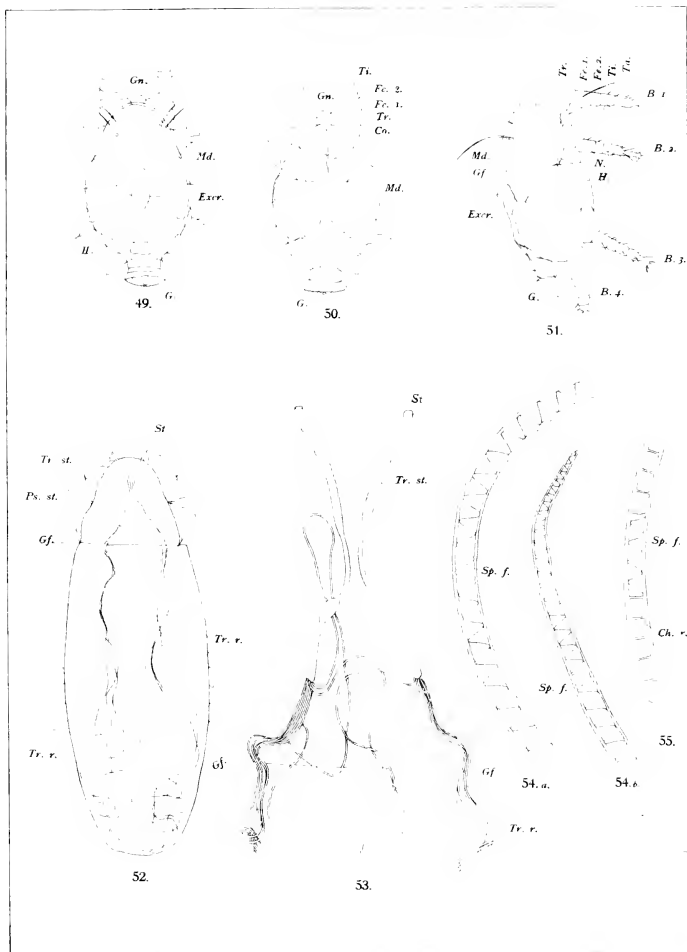 Gn.
Md.
Excr.
H.
G.
49.
Ti.
Fe. 2.
Gn.
Fe. 1.
Tr.
Co.
Md.
G.
50.
Tr.
Fe. 1.
Fe. 2.
Ti.
Ta.
B 1
B. 2.
Md.
N.
Gf
H.
Excr.
B. 3.
G.
B. 4.
51.
St
Ti st.
Ps. st.
Gf.
Tr. r.
Tr. r.
52.
St
Tr. st.
Gf.
Gf
Tr. r.
53.
Sp. f.
54. a.
Sp. f.
54. b.
Sp. f.
Ch. r.
55.